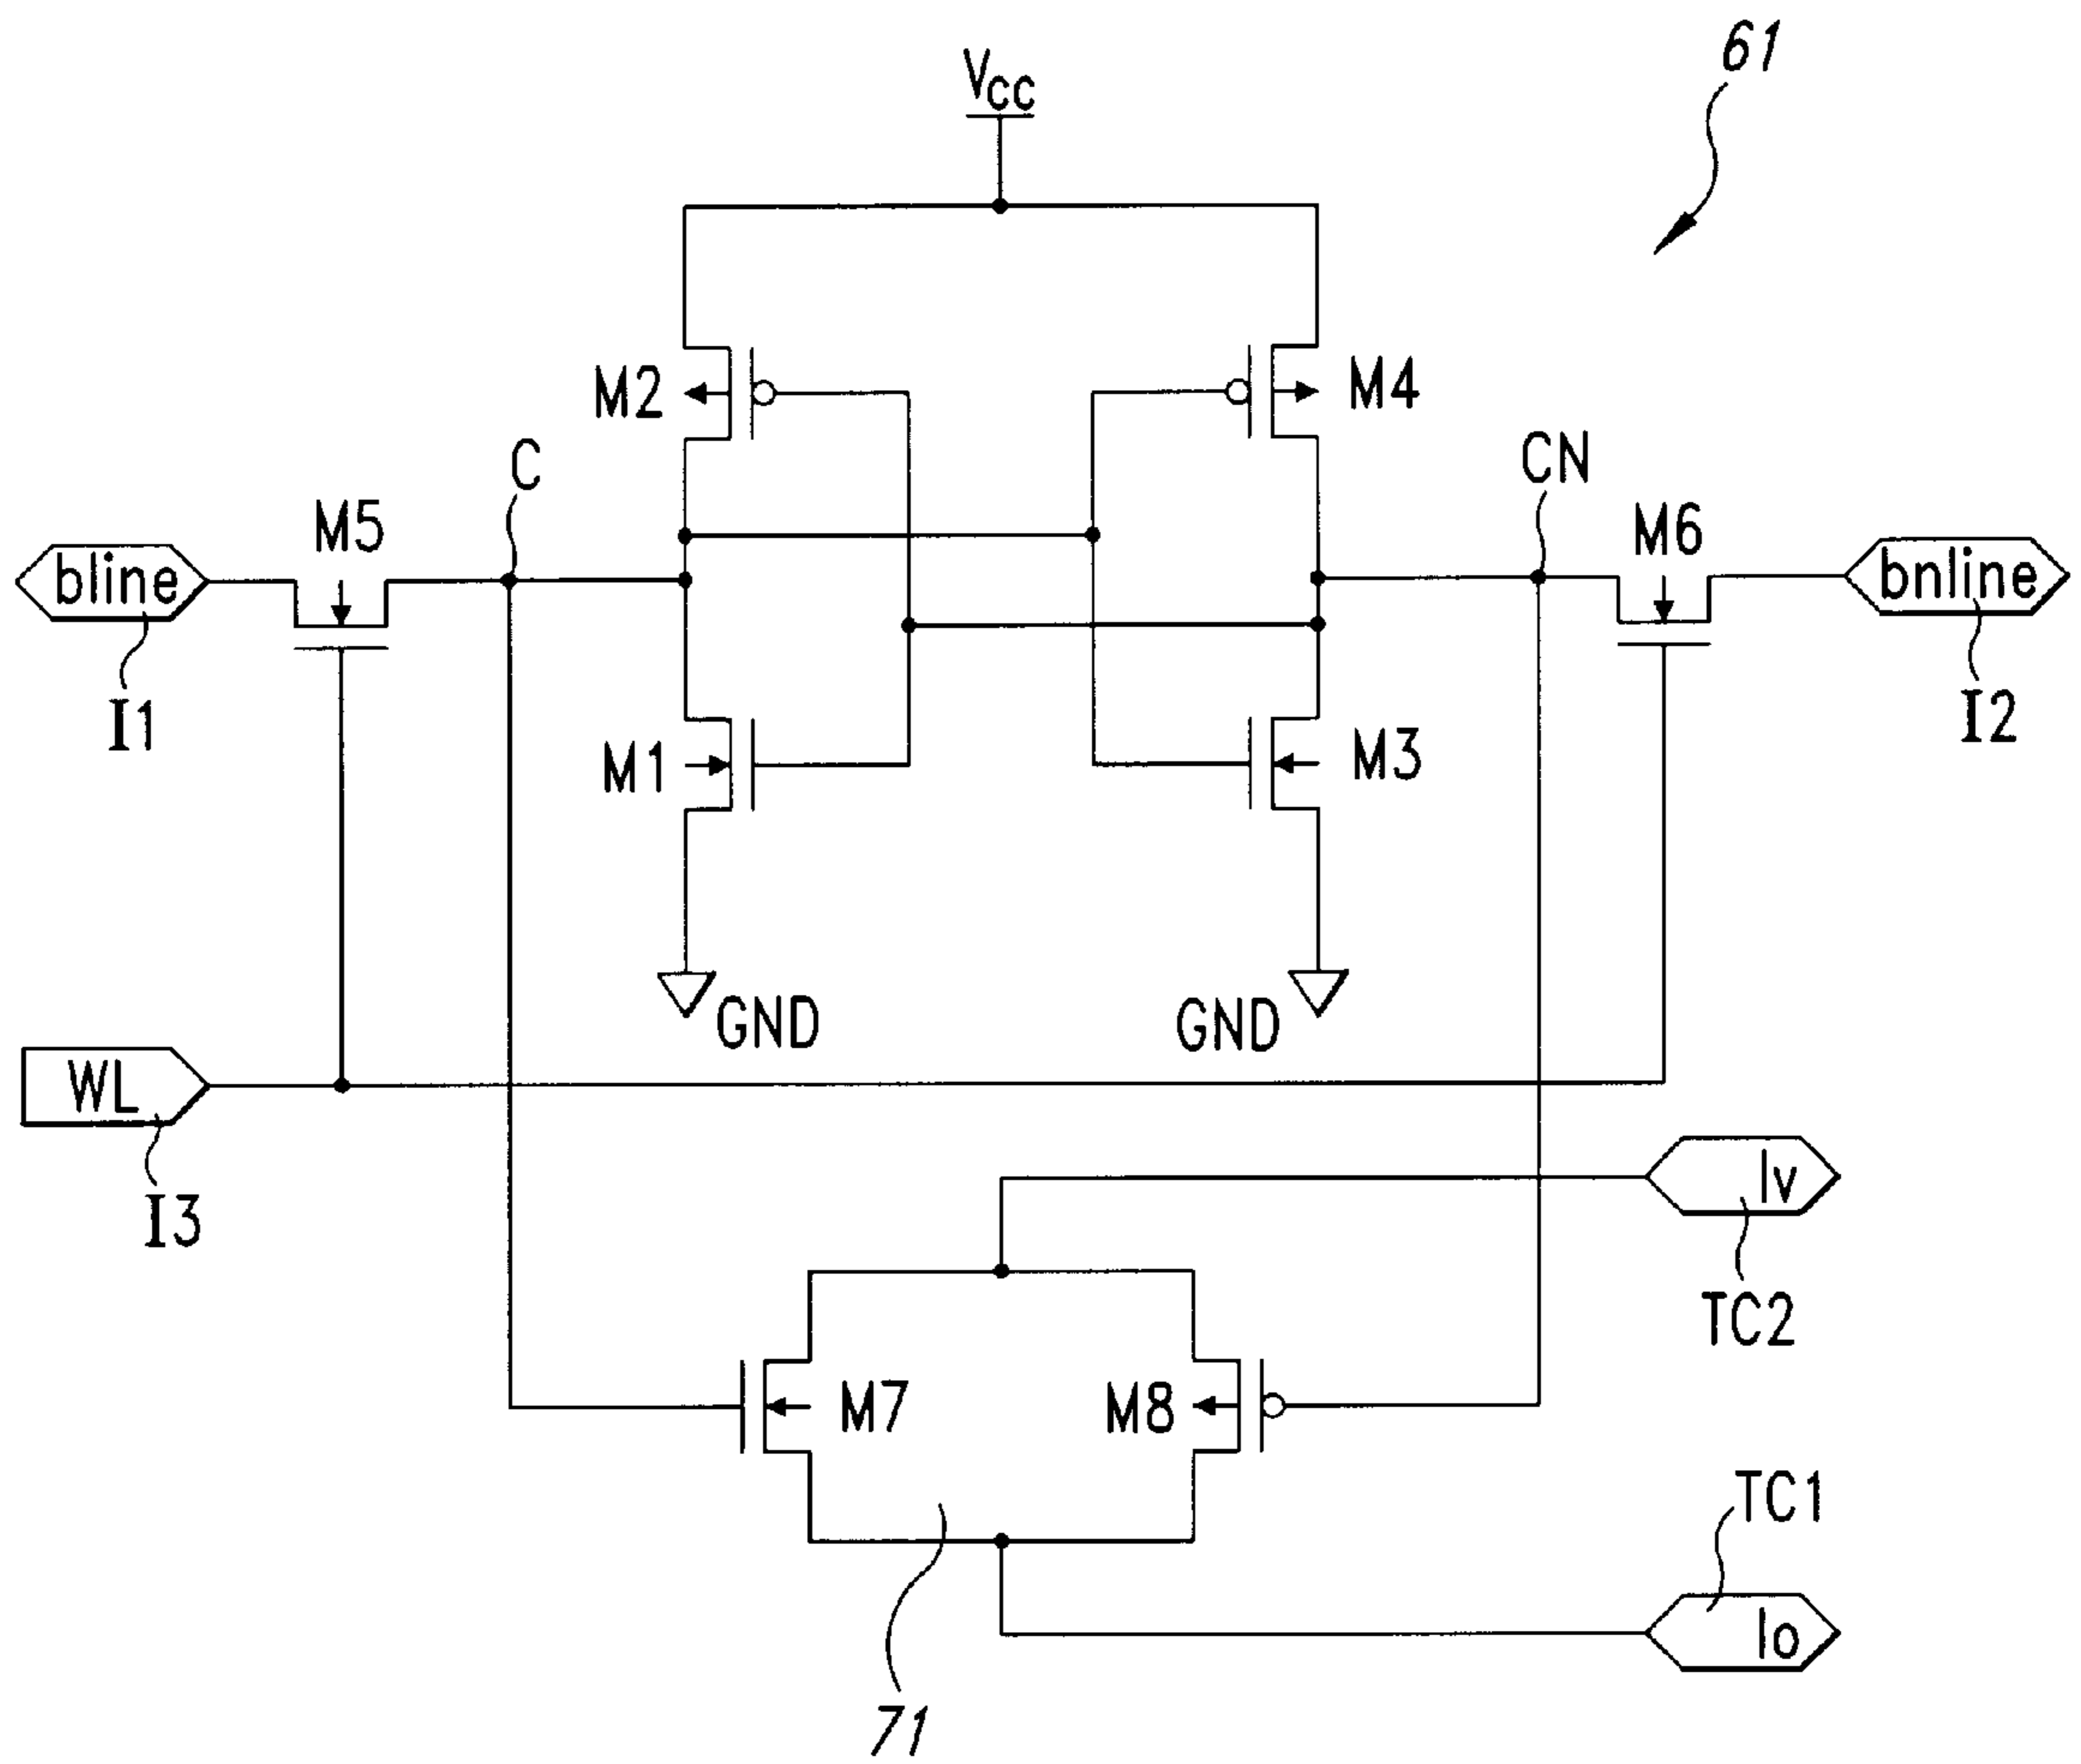 61
Vcc
M2
M4
C
CN
M5
M6
bline
bnline
I1
I2
M1
M3
GND
GND
WL
I3
lv
TC2
M7
M8
TC1
lo
71